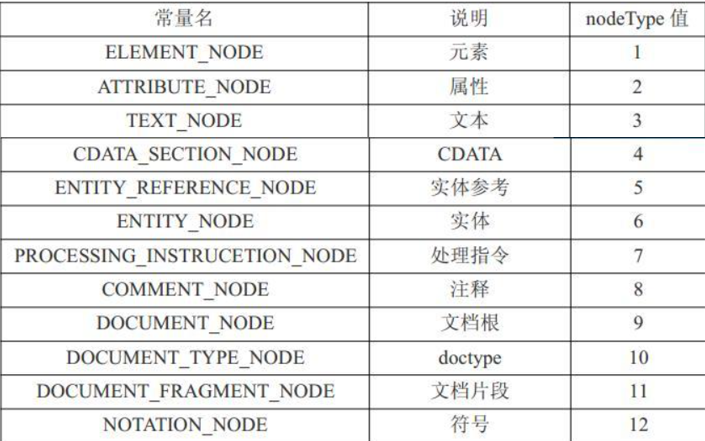 常量名 说明 nodeType 值
ELEMENT_NODE 元素 1
ATTRIBUTE_NODE 属性 2
TEXT_NODE 文本 3
CDATA_SECTION_NODE CDATA 4
ENTITY_REFERENCE_NODE 实体参考 5
ENTITY_NODE 实体 6
PROCESSING_INSTRUCETION_NODE 处理指令 7
COMMENT_NODE 注释 8
DOCUMENT_NODE 文档根 9
DOCUMENT_TYPE_NODE doctype 10
DOCUMENT_FRAGMENT_NODE 文档片段 11
NOTATION_NODE 符号 12